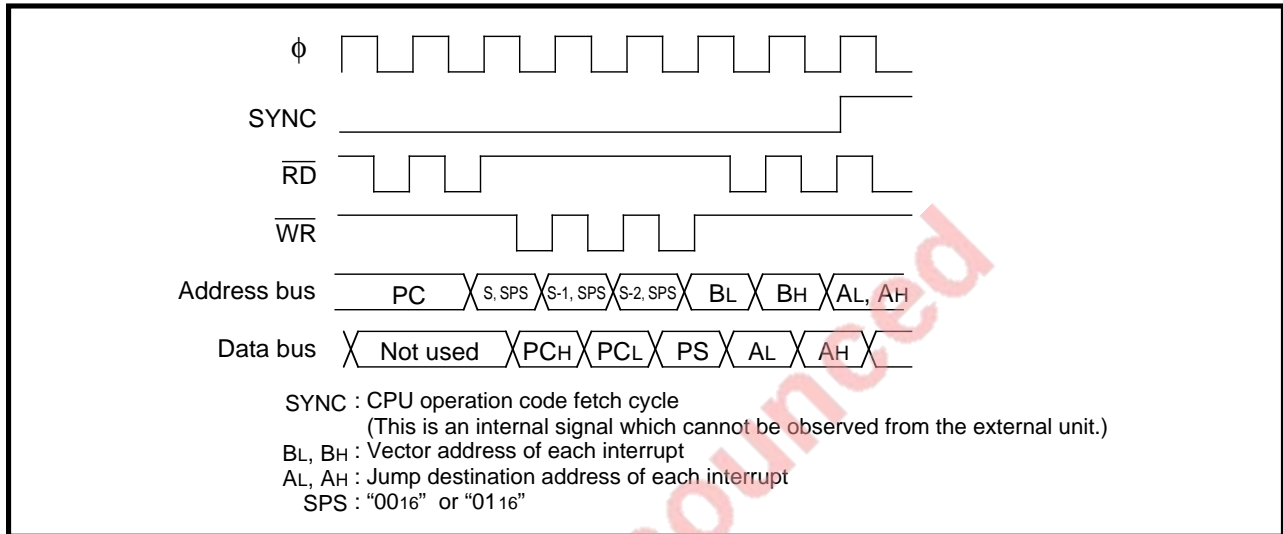 ϕ
SYNC
RD
WR
Address bus PC S, SPS S-1, SPS S-2, SPS BL BH AL, AH
Data bus Not used PCH PCL PS AL AH
SYNC : CPU operation code fetch cycle
(This is an internal signal which cannot be observed from the external unit.)
BL, BH : Vector address of each interrupt
AL, AH : Jump destination address of each interrupt
SPS : “0016” or “0116”
ounced